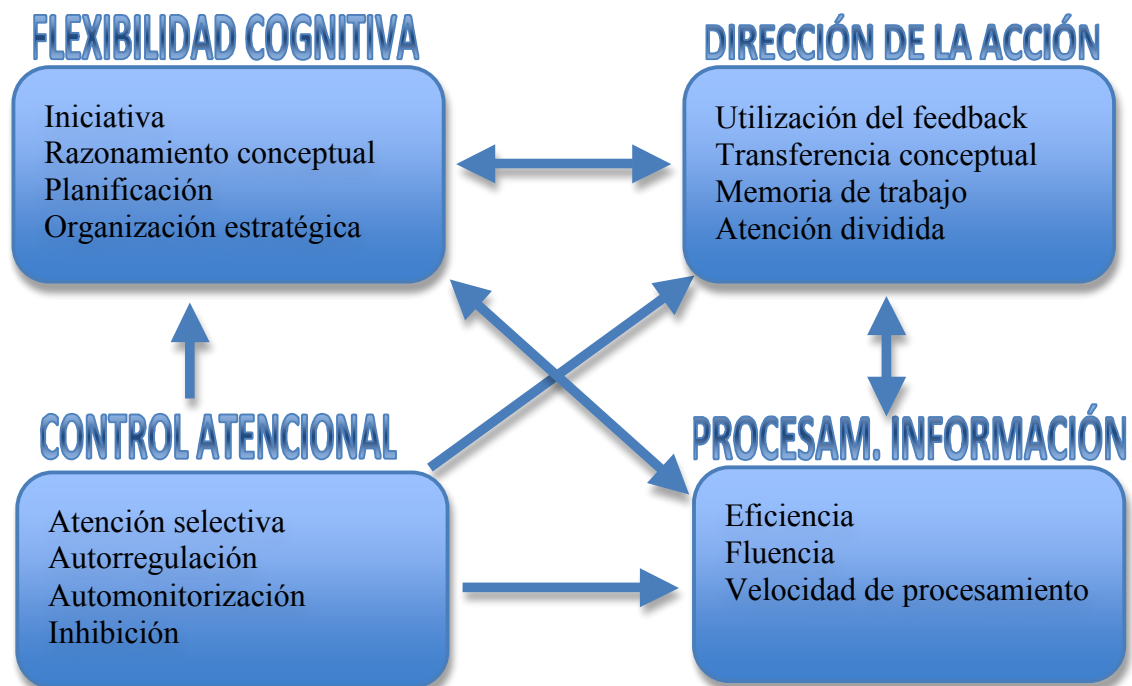 FLEXIBILIDAD COGNITIVA
Iniciativa
Razonamiento conceptual
Planificación
Organización estratégica
DIRECCIÓN DE LA ACCIÓN
Utilización del feedback
Transferencia conceptual
Memoria de trabajo
Atención dividida
CONTROL ATENCIONAL
Atención selectiva
Autorregulación
Automonitorización
Inhibición
PROCESAM. INFORMACIÓN
Eficiencia
Fluencia
Velocidad de procesamiento